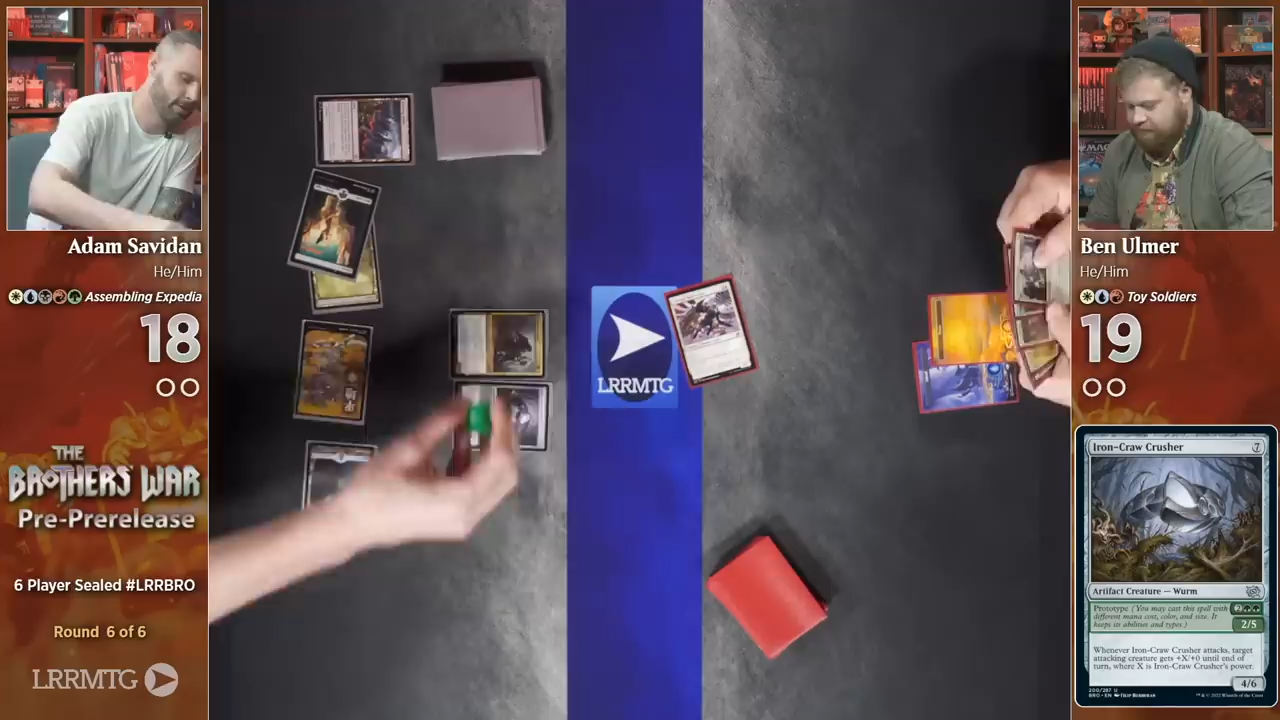 Adam Savidan
He/Him
Assembling Expedia
18
THE
BROTHERS' WAR
Pre-Prerelease
6 Player Sealed #LRRBRO
Round 6 of 6
LRRMTG
LRRMTG
Ben Ulmer
He/Him
Toy Soldiers
19
Iron-Craw Crusher 7
Artifact Creature — Wurm
Prototype (You may cast this spell with
different mana cost, color, and size. It
keeps its abilities and types.)
2/5
Whenever Iron-Craw Crusher attacks, target
attacking creature gets +X/+0 until end of
turn, where X is Iron-Craw Crusher's power.
4/6